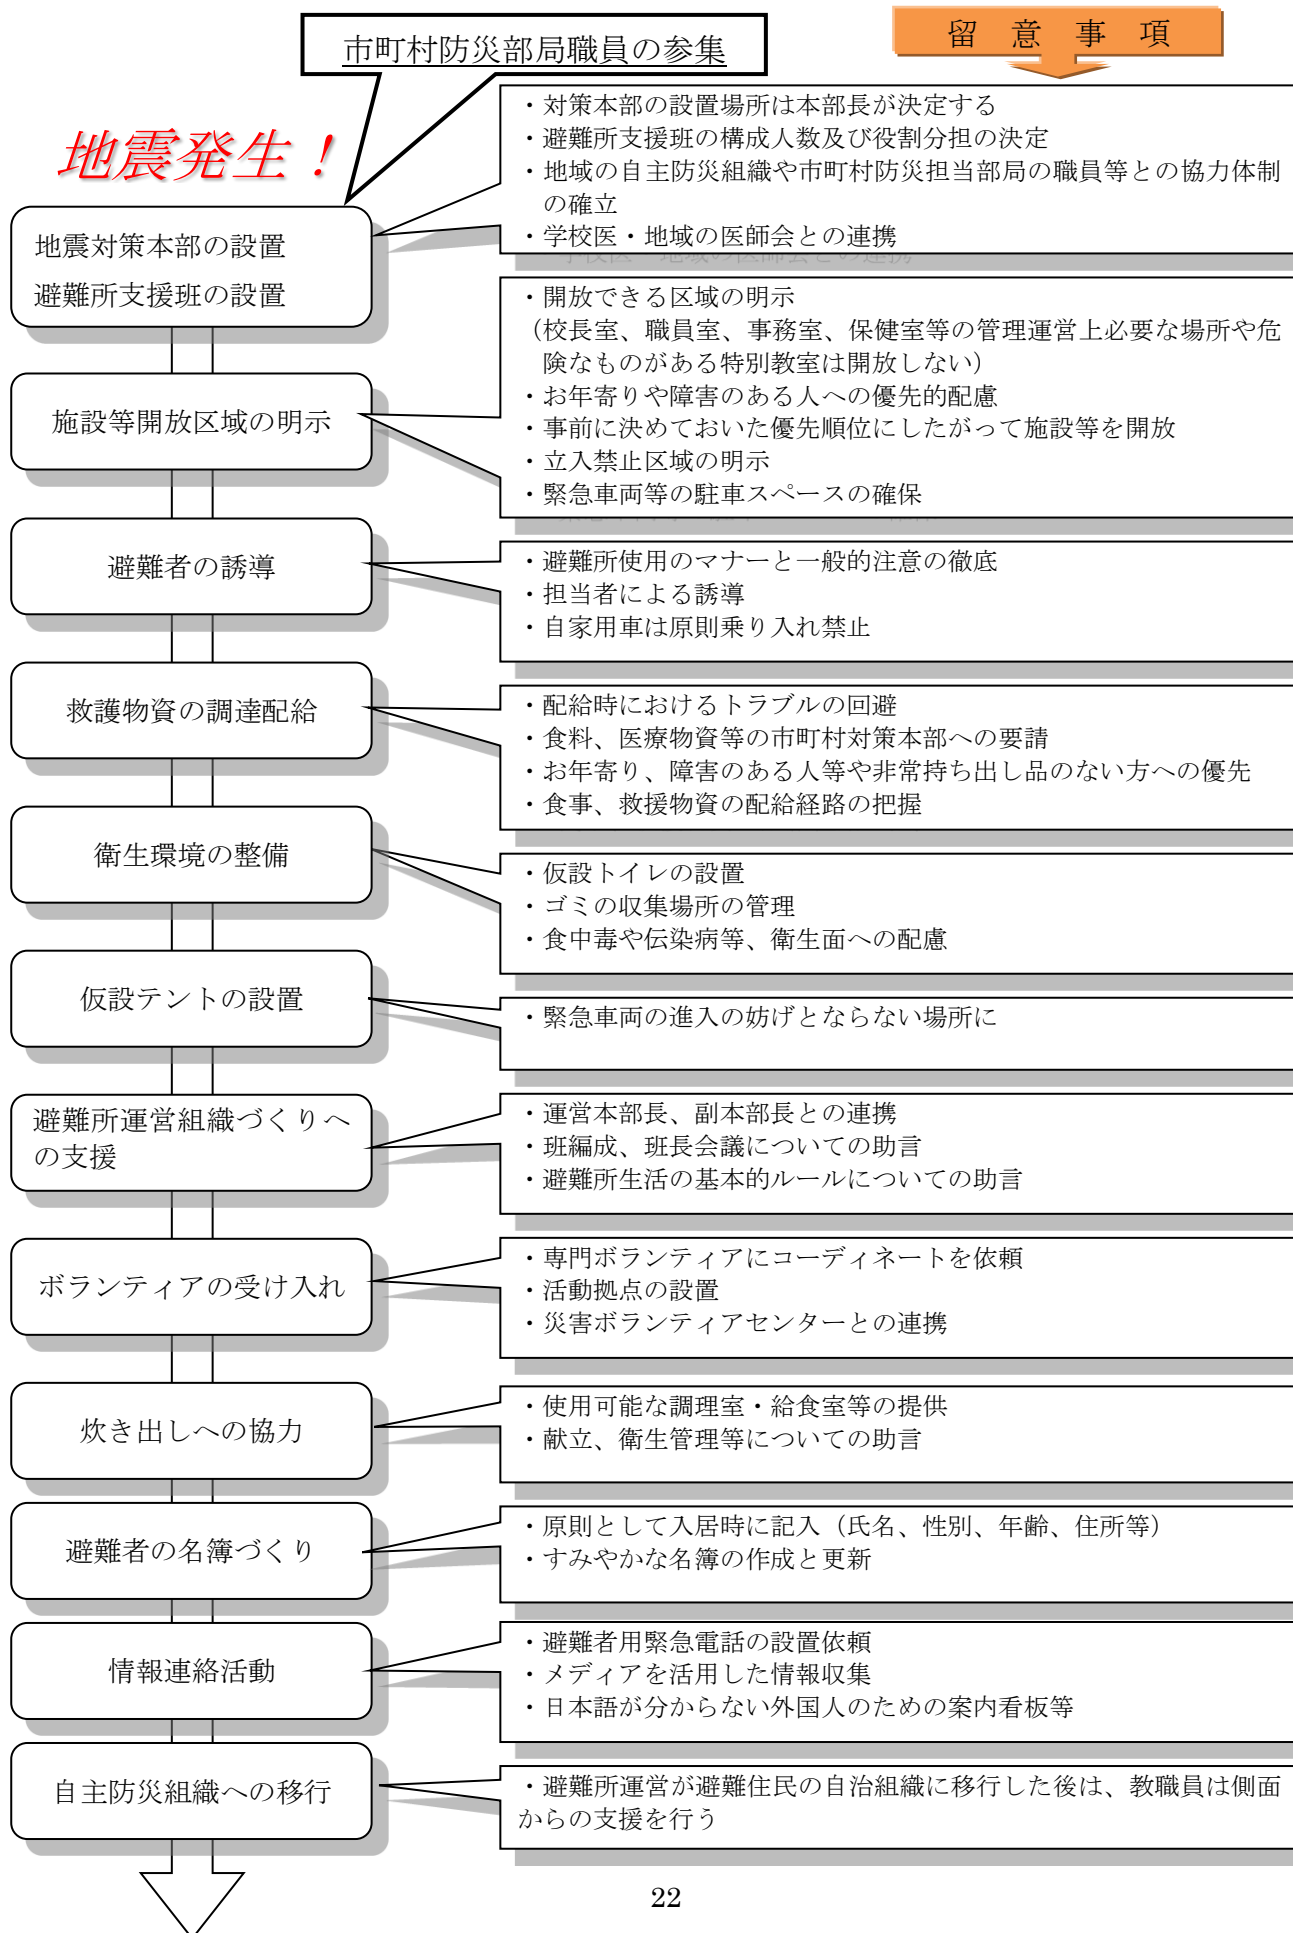 市町村防災部局職員の参集
留意事項
地震発生！
地震対策本部の設置
避難所支援班の設置
・対策本部の設置場所は本部長が決定する
・避難所支援班の構成人数及び役割分担の決定
・地域の自主防災組織や市町村防災担当部局の職員等との協力体制
の確立
・学校医・地域の医師会との連携
施設等開放区域の明示
・開放できる区域の明示
（校長室、職員室、事務室、保健室等の管理運営上必要な場所や危
険なものがある特別教室は開放しない）
・お年寄りや障害のある人への優先的配慮
・事前に決めておいた優先順位にしたがって施設等を開放
・立入禁止区域の明示
・緊急車両等の駐車スペースの確保
避難者の誘導
・避難所使用のマナーと一般的注意の徹底
・担当者による誘導
・自家用車は原則乗り入れ禁止
救護物資の調達配給
・配給時におけるトラブルの回避
・食料、医療物資等の市町村対策本部への要請
・お年寄り、障害のある人等や非常持ち出し品のない方への優先
・食事、救援物資の配給経路の把握
衛生環境の整備
・仮設トイレの設置
・ゴミの収集場所の管理
・食中毒や伝染病等、衛生面への配慮
仮設テントの設置
・緊急車両の進入の妨げとならない場所に
避難所運営組織づくりへ
の支援
・運営本部長、副本部長との連携
・班編成、班長会議についての助言
・避難所生活の基本的ルールについての助言
ボランティアの受け入れ
・専門ボランティアにコーディネートを依頼
・活動拠点の設置
・災害ボランティアセンターとの連携
炊き出しへの協力
・使用可能な調理室・給食室等の提供
・献立、衛生管理等についての助言
避難者の名簿づくり
・原則として入居時に記入（氏名、性別、年齢、住所等）
・すみやかな名簿の作成と更新
情報連絡活動
・避難者用緊急電話の設置依頼
・メディアを活用した情報収集
・日本語が分からない外国人のための案内看板等
自主防災組織への移行
・避難所運営が避難住民の自治組織に移行した後は、教職員は側面
からの支援を行う
22